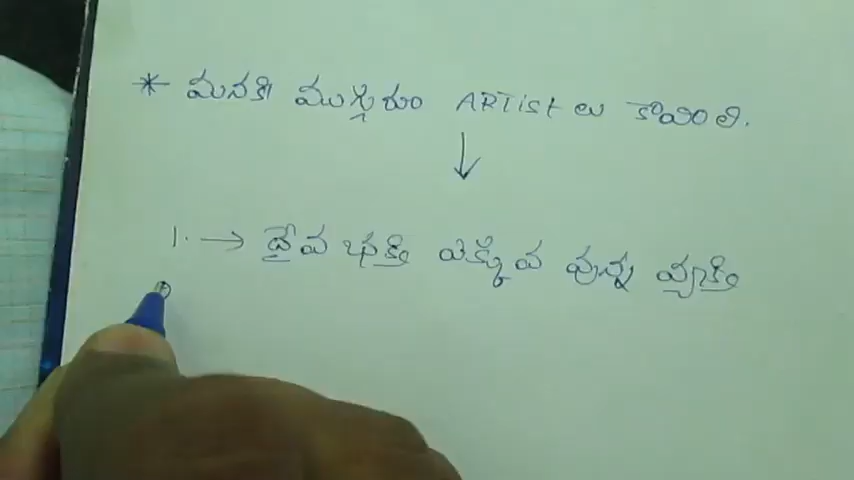 * మనకి ముగ్గురు ARTist లు కావాలి.
1. → దైవ భక్తి ఎక్కువ వున్న వ్యక్తి